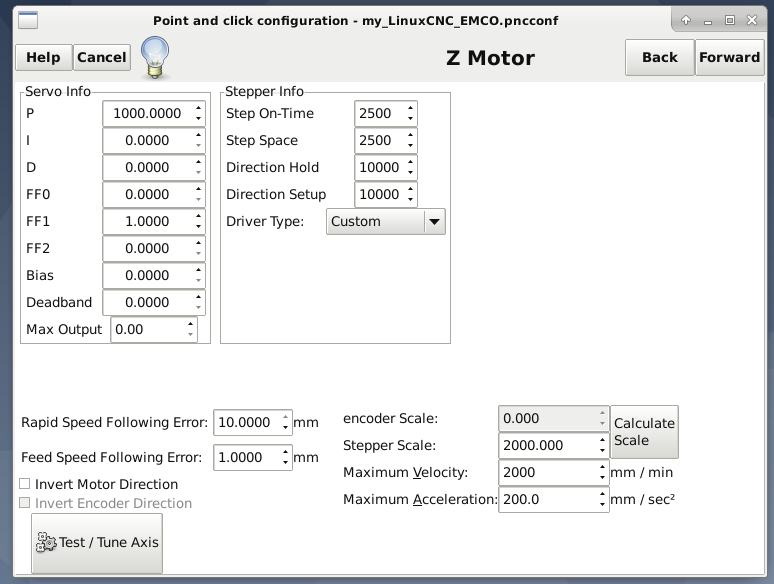 Point and click configuration - my_LinuxCNC_EMCO.pncconf
Help Cancel Z Motor Back Forward
Servo Info
P 1000.0000
I 0.0000
D 0.0000
FF0 0.0000
FF1 1.0000
FF2 0.0000
Bias 0.0000
Deadband 0.0000
Max Output 0.00
Stepper Info
Step On-Time 2500
Step Space 2500
Direction Hold 10000
Direction Setup 10000
Driver Type: Custom
Rapid Speed Following Error: 10.0000 mm
Feed Speed Following Error: 1.0000 mm
Invert Motor Direction
Invert Encoder Direction
Test / Tune Axis
encoder Scale: 0.000
Stepper Scale: 2000.000
Calculate
Scale
Maximum Velocity: 2000 mm / min
Maximum Acceleration: 200.0 mm / sec²